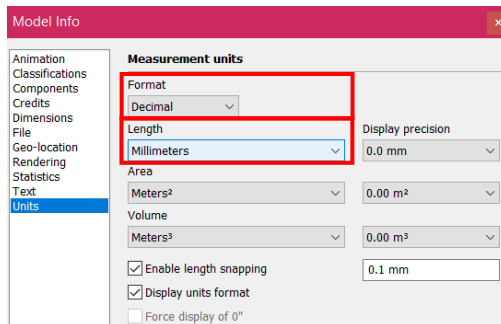 Model Info
Animation
Classifications
Components
Credits
Dimensions
File
Geo-location
Rendering
Statistics
Text
Units
Measurement units
Format
Decimal
Length
Display precision
Millimeters
0.0 mm
Area
Meters²
0.00 m²
Volume
Meters³
0.00 m³
Enable length snapping
0.1 mm
Display units format
Force display of 0"